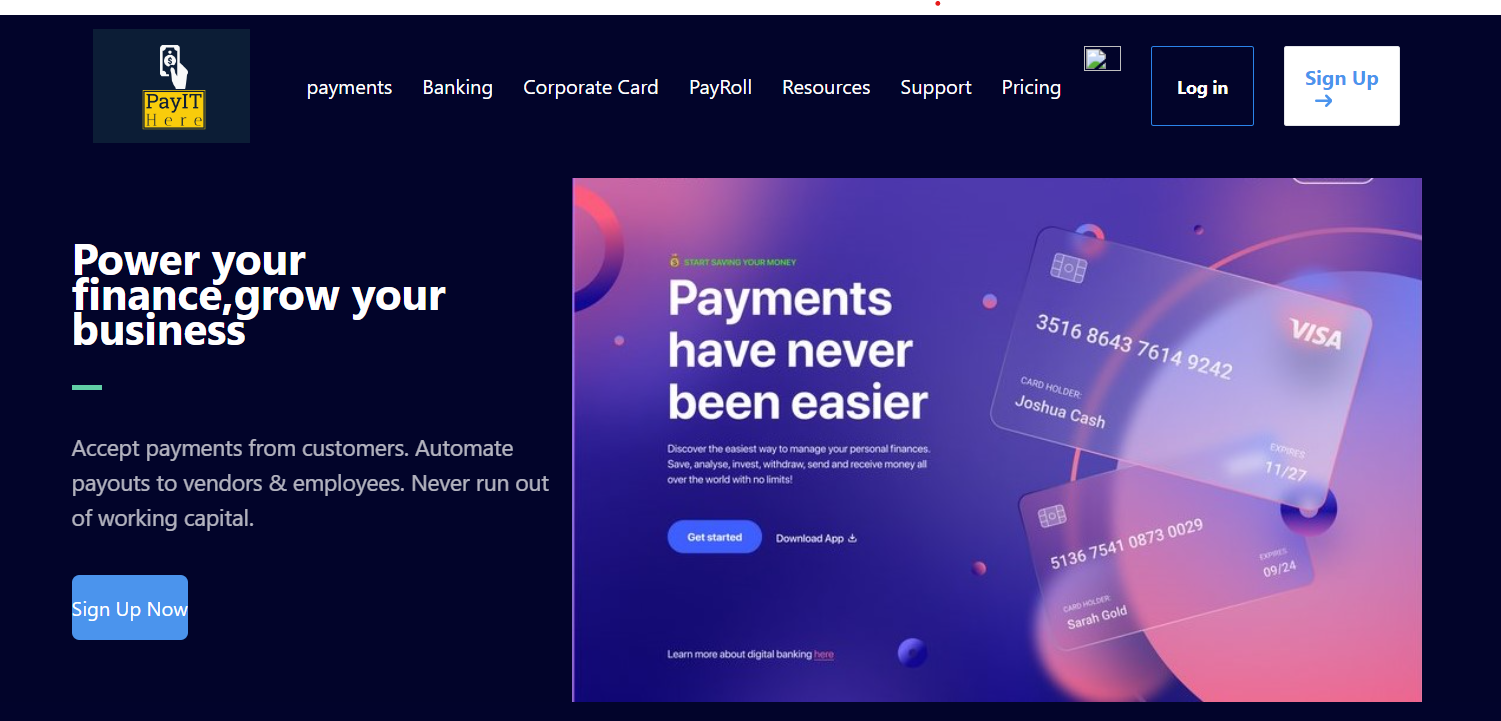 PayIT
Here
payments
Banking
Corporate Card
PayRoll
Resources
Support
Pricing
Log in
Sign Up
→
Power your
finance,grow your
business
Accept payments from customers. Automate
payouts to vendors & employees. Never run out
of working capital.
Sign Up Now
START SAVING YOUR MONEY
Payments
have never
been easier
Discover the easiest way to manage your personal finances.
Save, analyse, invest, withdraw, send and receive money all
over the world with no limits!
Get started
Download App
Learn more about digital banking here
VISA
3516 8643 7614 9242
CARD HOLDER:
Joshua Cash
EXPIRES
11/27
5136 7541 0873 0029
EXPIRES
09/24
CARD HOLDER:
Sarah Gold